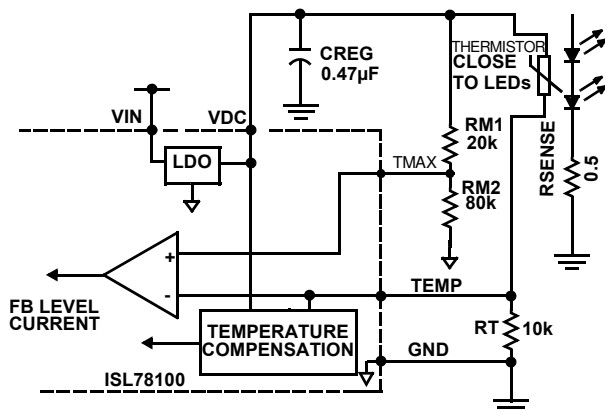 CREG
0.47µF
THERMISTOR
CLOSE
TO LEDs
VIN
VDC
LDO
TMAX
RM1
20k
RM2
80k
RSENSE
0.5
+
-
FB LEVEL
CURRENT
TEMPERATURE
COMPENSATION
TEMP
RT
10k
GND
ISL78100